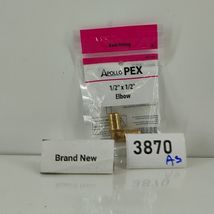 APOLLO PEX
1/2" x 1/2"
Elbow
Brand New
3870
AS